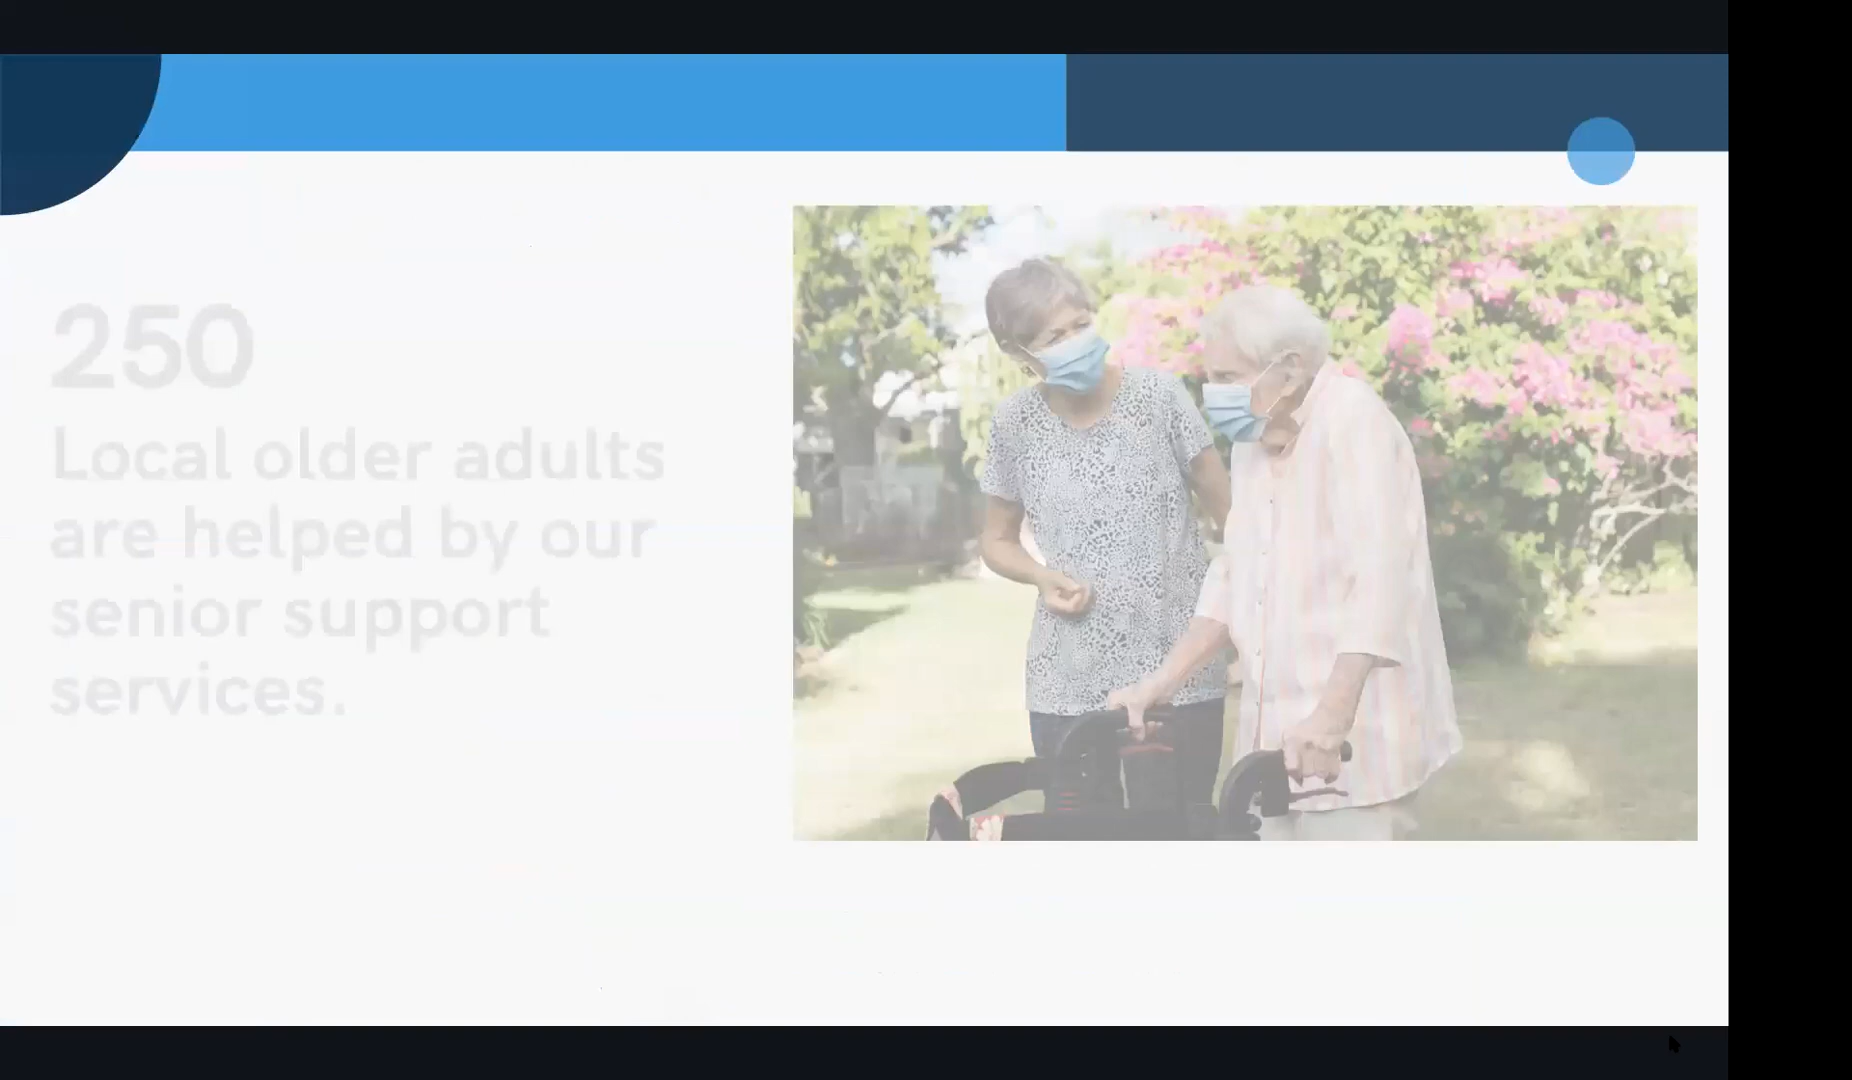 250
Local older adults
are helped by our
senior support
services.